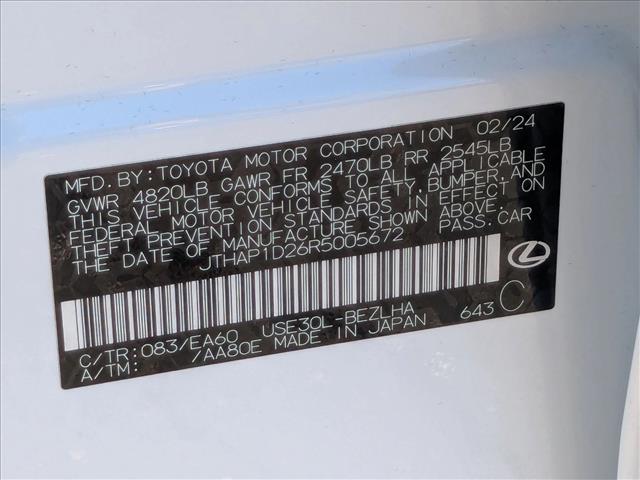 MFD. BY: TOYOTA MOTOR CORPORATION 02/24
GVWR 4820LB GAWR FR 2470LB RR 2545LB
THIS VEHICLE CONFORMS TO ALL APPLICABLE
FEDERAL MOTOR VEHICLE SAFETY, BUMPER, AND
THEFT PREVENTION STANDARDS IN EFFECT ON
THE DATE OF MANUFACTURE SHOWN ABOVE.
JTHAP1D26R5005672 PASS. CAR
C/TR: 083/EA60 USE30L-BEZLHA 643 C
A/TM: /AA80E MADE IN JAPAN